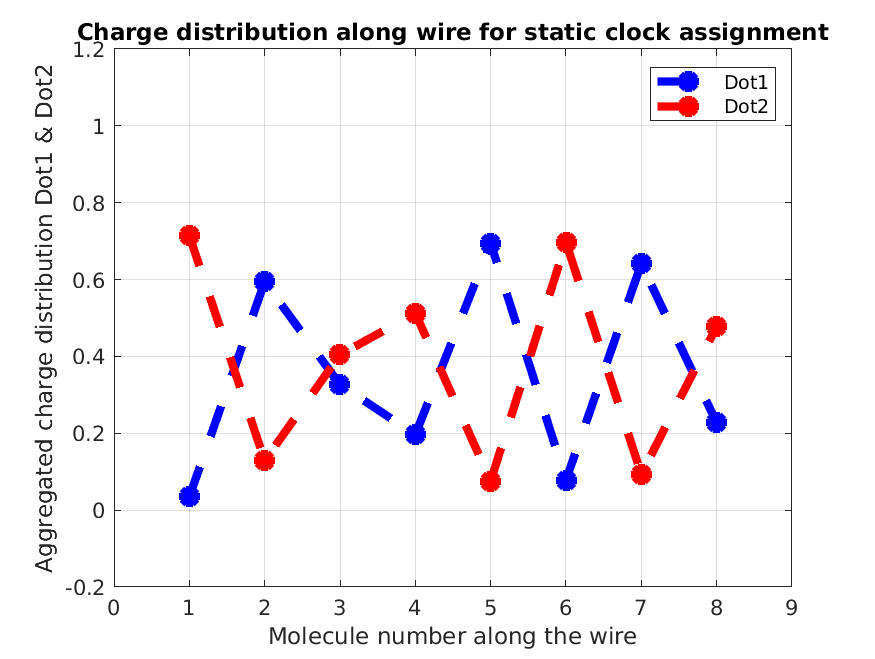 Charge distribution along wire for static clock assignment
Dot1
Dot2
Aggregated charge distribution Dot1 & Dot2
1.2
1
0.8
0.6
0.4
0.2
0
-0.2
0 1 2 3 4 5 6 7 8 9
Molecule number along the wire